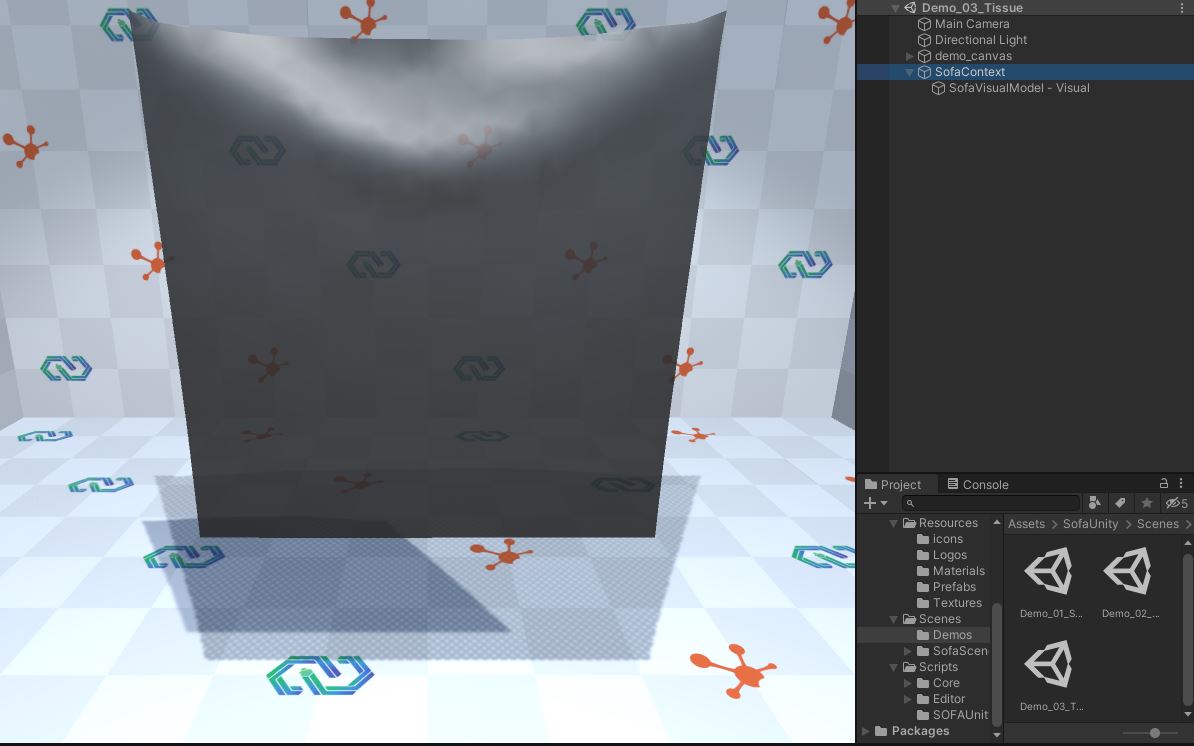 Demo_03_Tissue
Main Camera
Directional Light
demo_canvas
SofaContext
SofaVisualModel - Visual
Project
Console
5
Resources
icons
Logos
Materials
Prefabs
Textures
Scenes
Demos
SofaScen
Scripts
Core
Editor
SOFAUnit
Packages
Assets > SofaUnity > Scenes >
Demo_01_S...
Demo_02_...
Demo_03_T...